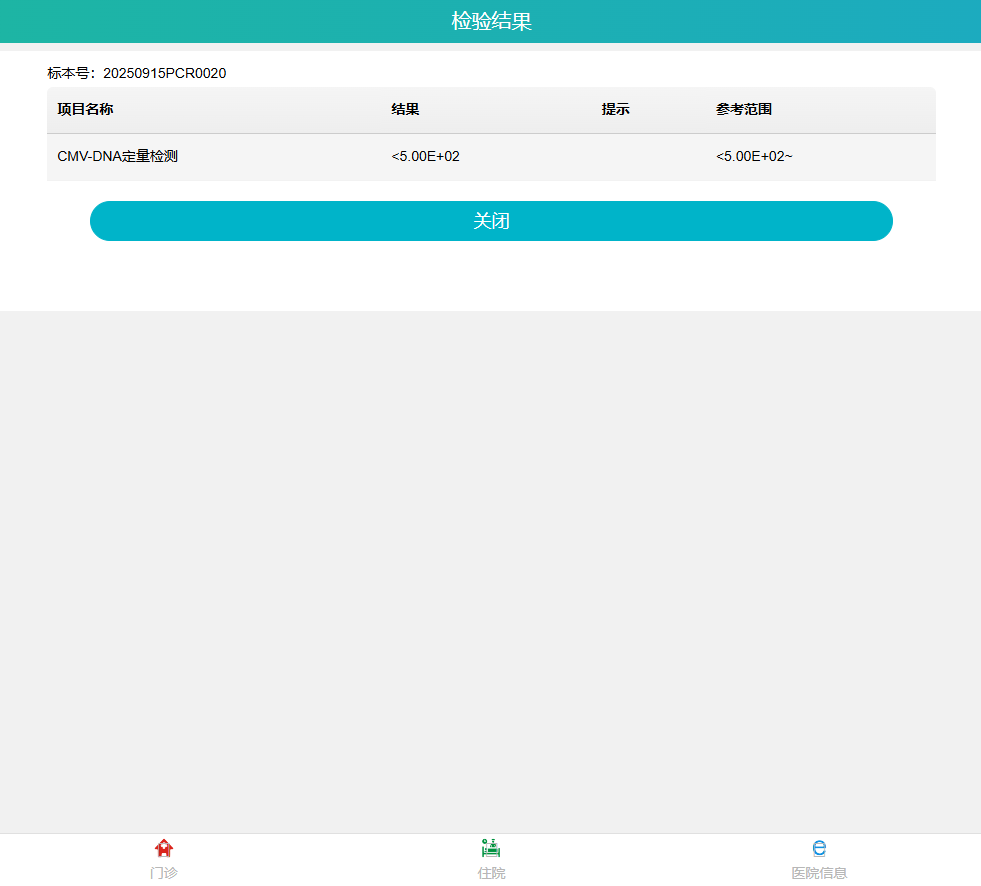 检验结果
标本号：20250915PCR0020
项目名称 结果 提示 参考范围
CMV-DNA定量检测 <5.00E+02 <5.00E+02~
关闭
门诊 住院 医院信息